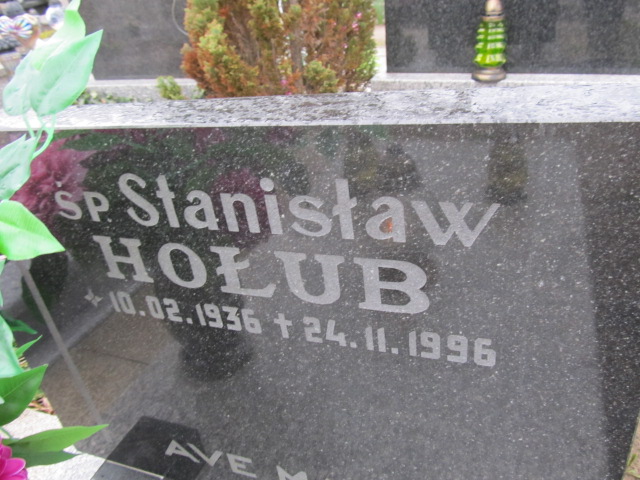 ŚP Stanisław
HOŁUB
* 10.02.1936 + 24.11.1996
AVE M